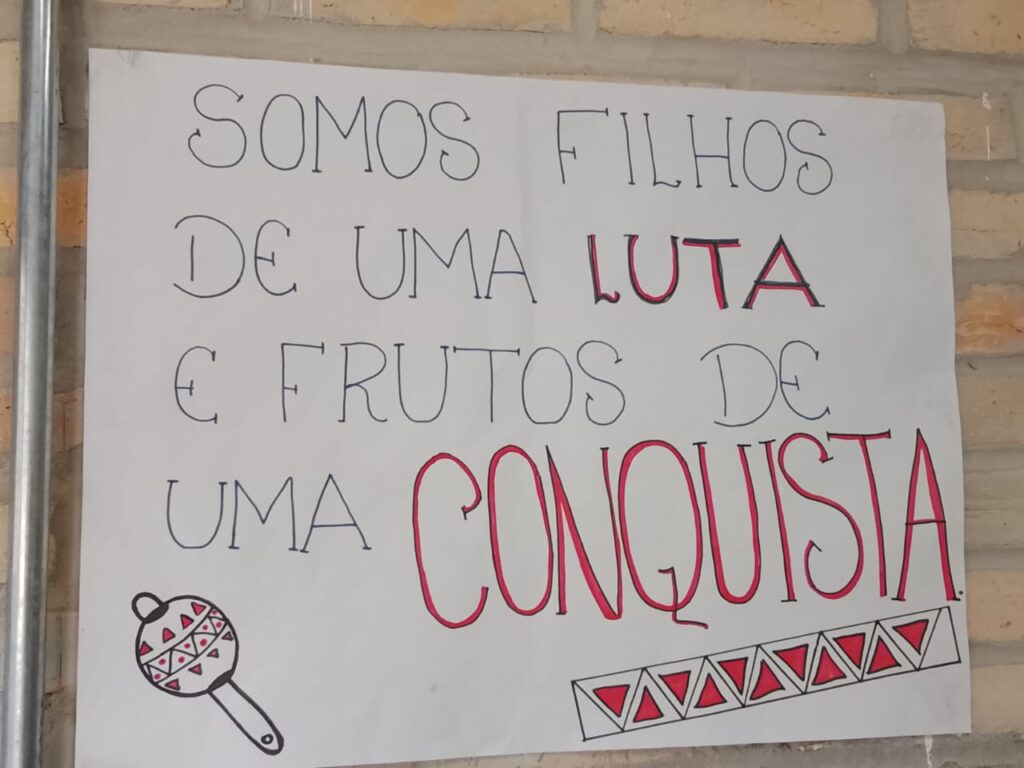 SOMOS FILHOS
DE UMA LUTA
E FRUTOS DE
UMA CONQUISTA.